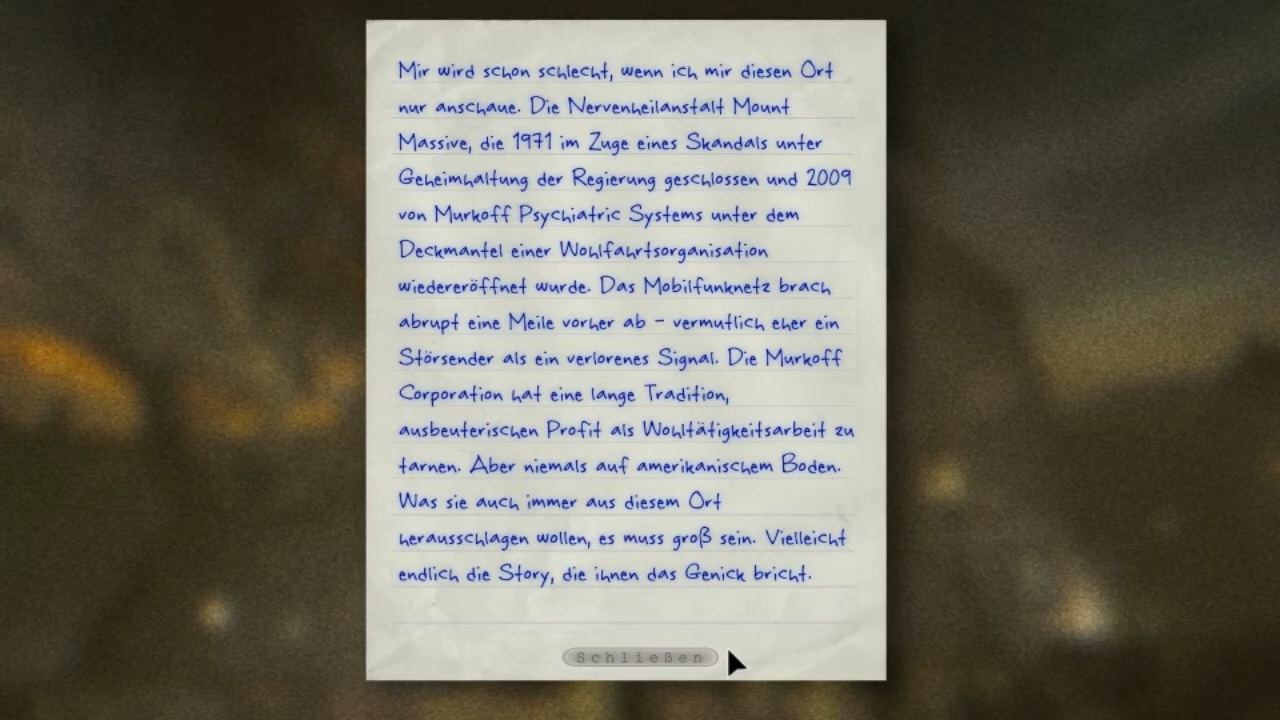 Mir wird schon schlecht, wenn ich mir diesen Ort
nur anschaue. Die Nervenheilanstalt Mount
Massive, die 1971 im Zuge eines Skandals unter
Geheimhaltung der Regierung geschlossen und 2009
von Murkoff Psychiatric Systems unter dem
Deckmantel einer Wohlfahrtsorganisation
wiedereröffnet wurde. Das Mobilfunknetz brach
abrupt eine Meile vorher ab - vermutlich eher ein
Störsender als ein verlorenes Signal. Die Murkoff
Corporation hat eine lange Tradition,
ausbeuterischen Profit als Wohltätigkeitsarbeit zu
tarnen. Aber niemals auf amerikanischem Boden.
Was sie auch immer aus diesem Ort
herausschlagen wollen, es muss groß sein. Vielleicht
endlich die Story, die ihnen das Genick bricht.
Schließen